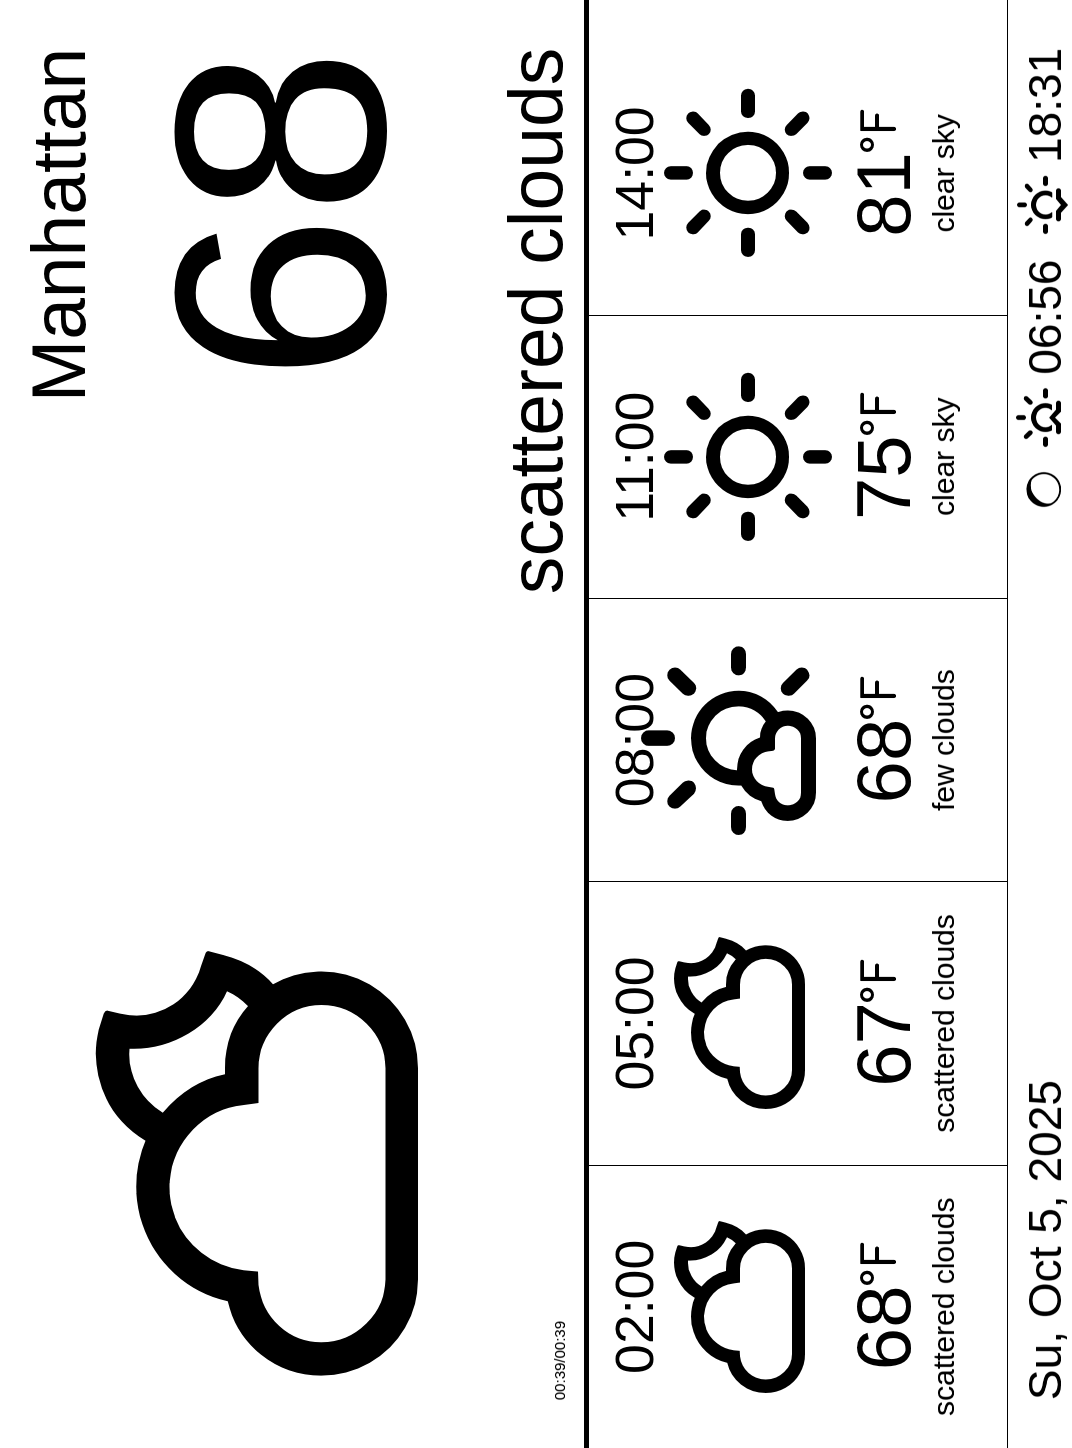 Manhattan
68
scattered clouds
00:39/00:39
02:00 05:00 08:00 11:00 14:00
68°F 67°F 68°F 75°F 81°F
scattered clouds scattered clouds few clouds clear sky clear sky
Su, Oct 5, 2025 06:56 18:31